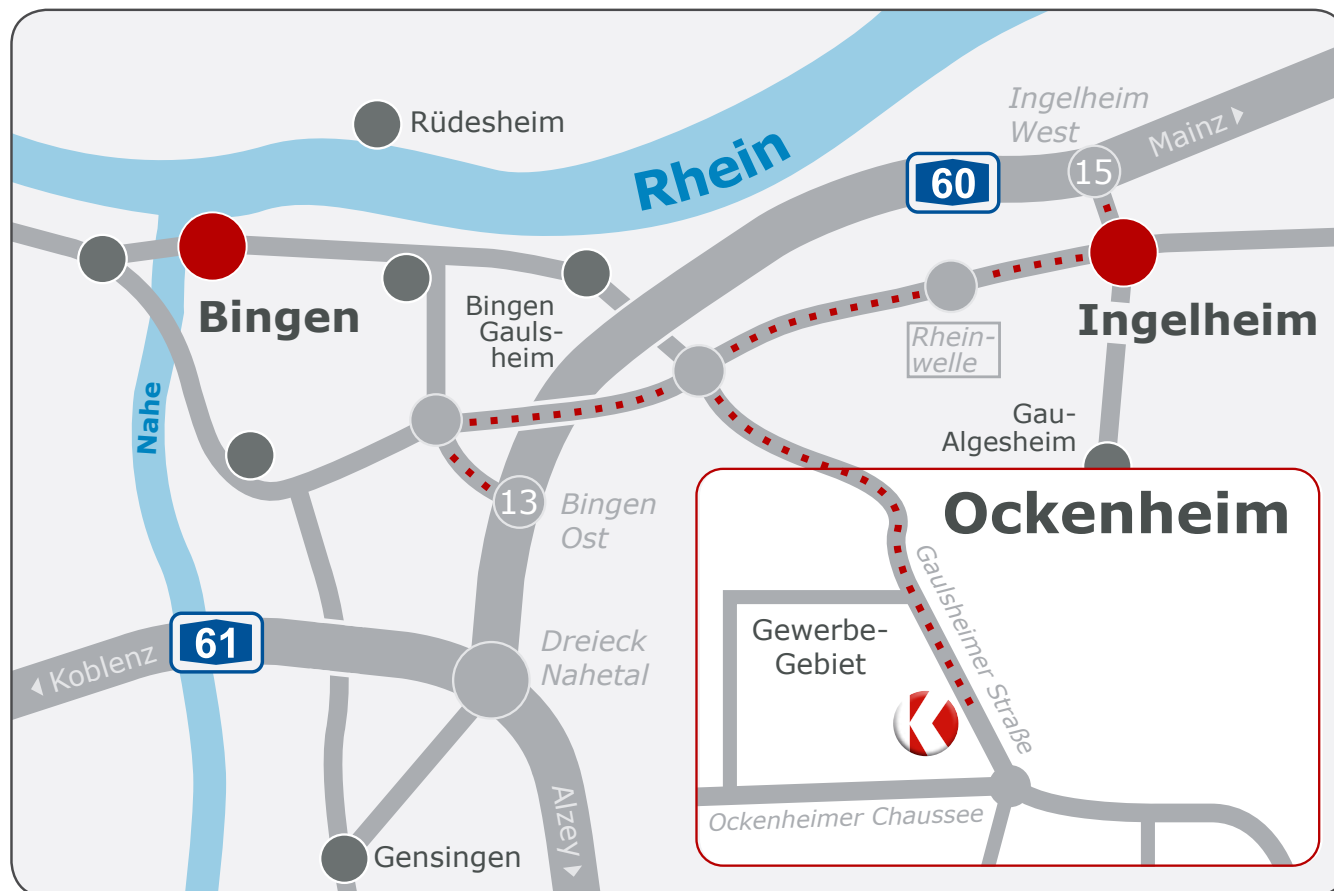 Rüdesheim
Rhein
60
Ingelheim
West
15
Mainz
Bingen
Bingen
Gauls-
heim
Rhein-
welle
Ingelheim
Nahe
Gau-
Algesheim
13
Bingen
Ost
Ockenheim
Gaulsheimer Straße
Gewerbe-
Gebiet
61
Koblenz
Dreieck
Nahetal
K
Ockenheimer Chaussee
Alzey
Gensingen